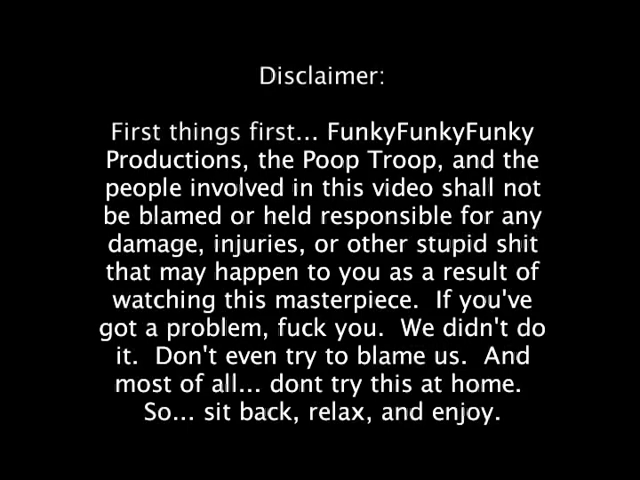 Disclaimer:
First things first... FunkyFunkyFunky
Productions, the Poop Troop, and the
people involved in this video shall not
be blamed or held responsible for any
damage, injuries, or other stupid shit
that may happen to you as a result of
watching this masterpiece.  If you've
got a problem, fuck you.  We didn't do
it.  Don't even try to blame us.  And
most of all... dont try this at home.
So... sit back, relax, and enjoy.